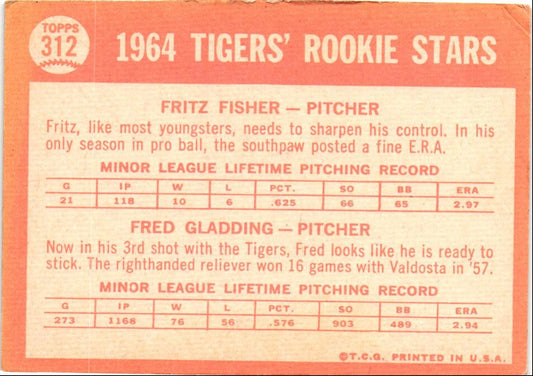 TOPPS
312
1964 TIGERS' ROOKIE STARS
FRITZ FISHER — PITCHER
Fritz, like most youngsters, needs to sharpen his control. In his
only season in pro ball, the southpaw posted a fine E.R.A.
MINOR LEAGUE LIFETIME PITCHING RECORD
G IP W L PCT. SO BB ERA
21 118 10 6 .625 66 65 2.97
FRED GLADDING — PITCHER
Now in his 3rd shot with the Tigers, Fred looks like he is ready to
stick. The righthanded reliever won 16 games with Valdosta in '57.
MINOR LEAGUE LIFETIME PITCHING RECORD
G IP W L PCT. SO BB ERA
273 1168 76 56 .576 903 489 2.94
©T.C.G. PRINTED IN U.S.A.